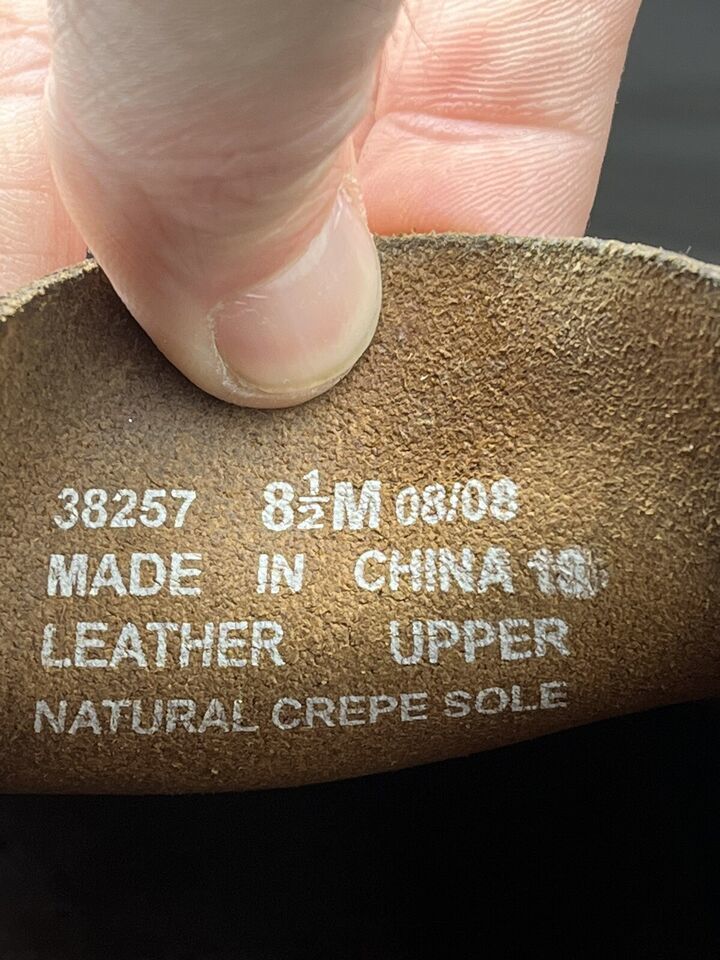 38257 8½M 08/08
MADE IN CHINA
LEATHER UPPER
NATURAL CREPE SOLE